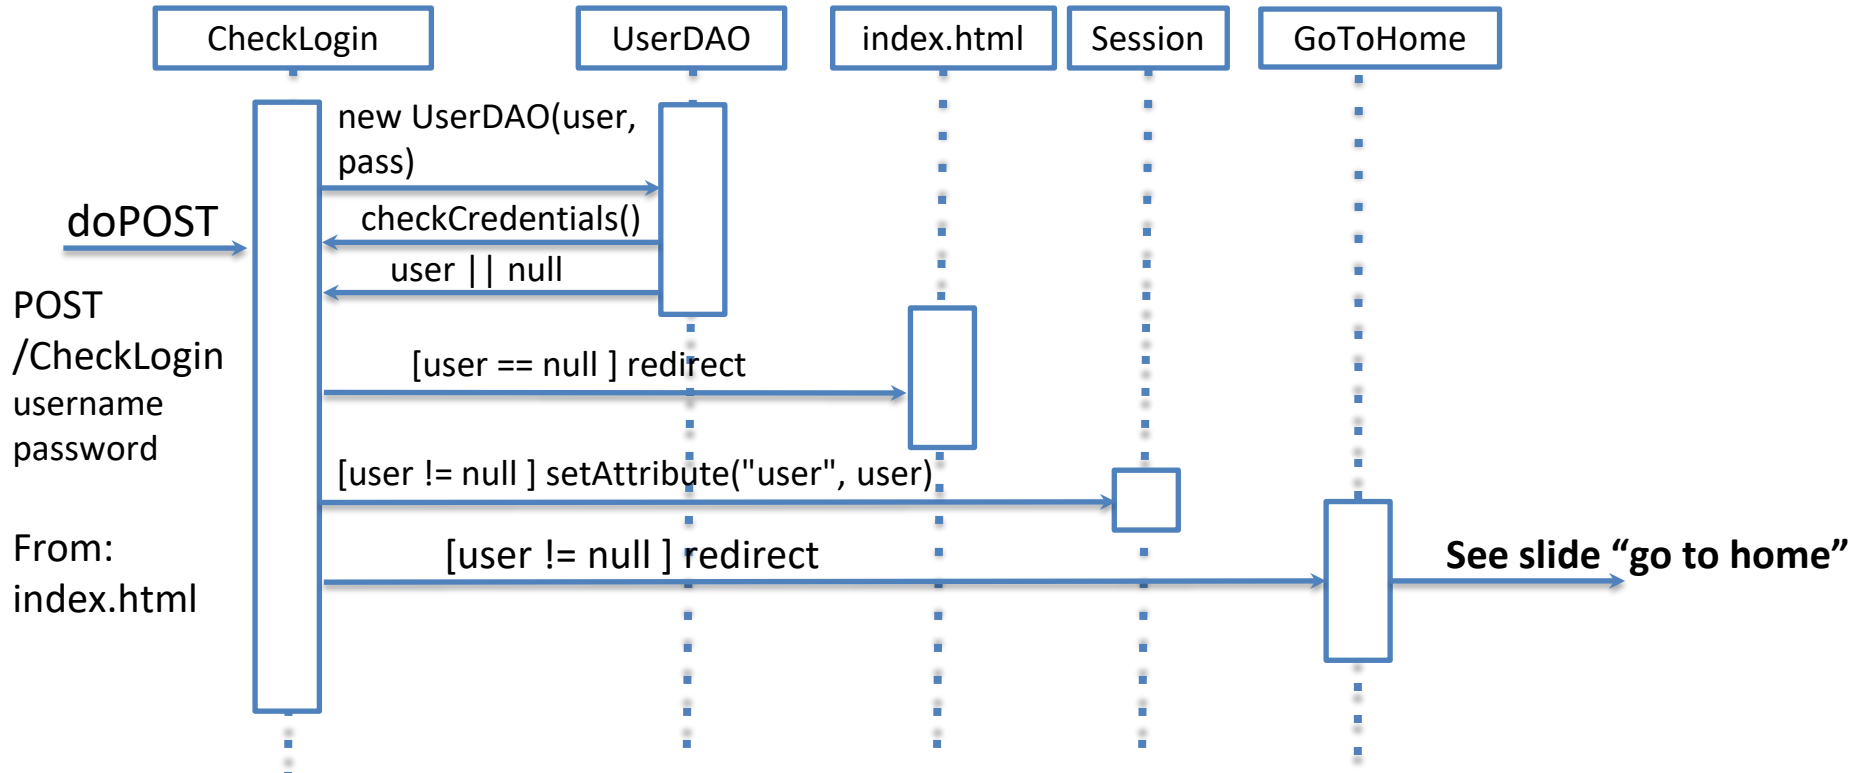 CheckLogin
UserDAO
index.html
Session
GoToHome
new UserDAO(user,
pass)
doPOST
checkCredentials()
user || null
POST
/CheckLogin
username
password
[user == null ] redirect
[user != null ] setAttribute("user", user)
From:
index.html
[user != null ] redirect
See slide “go to home”